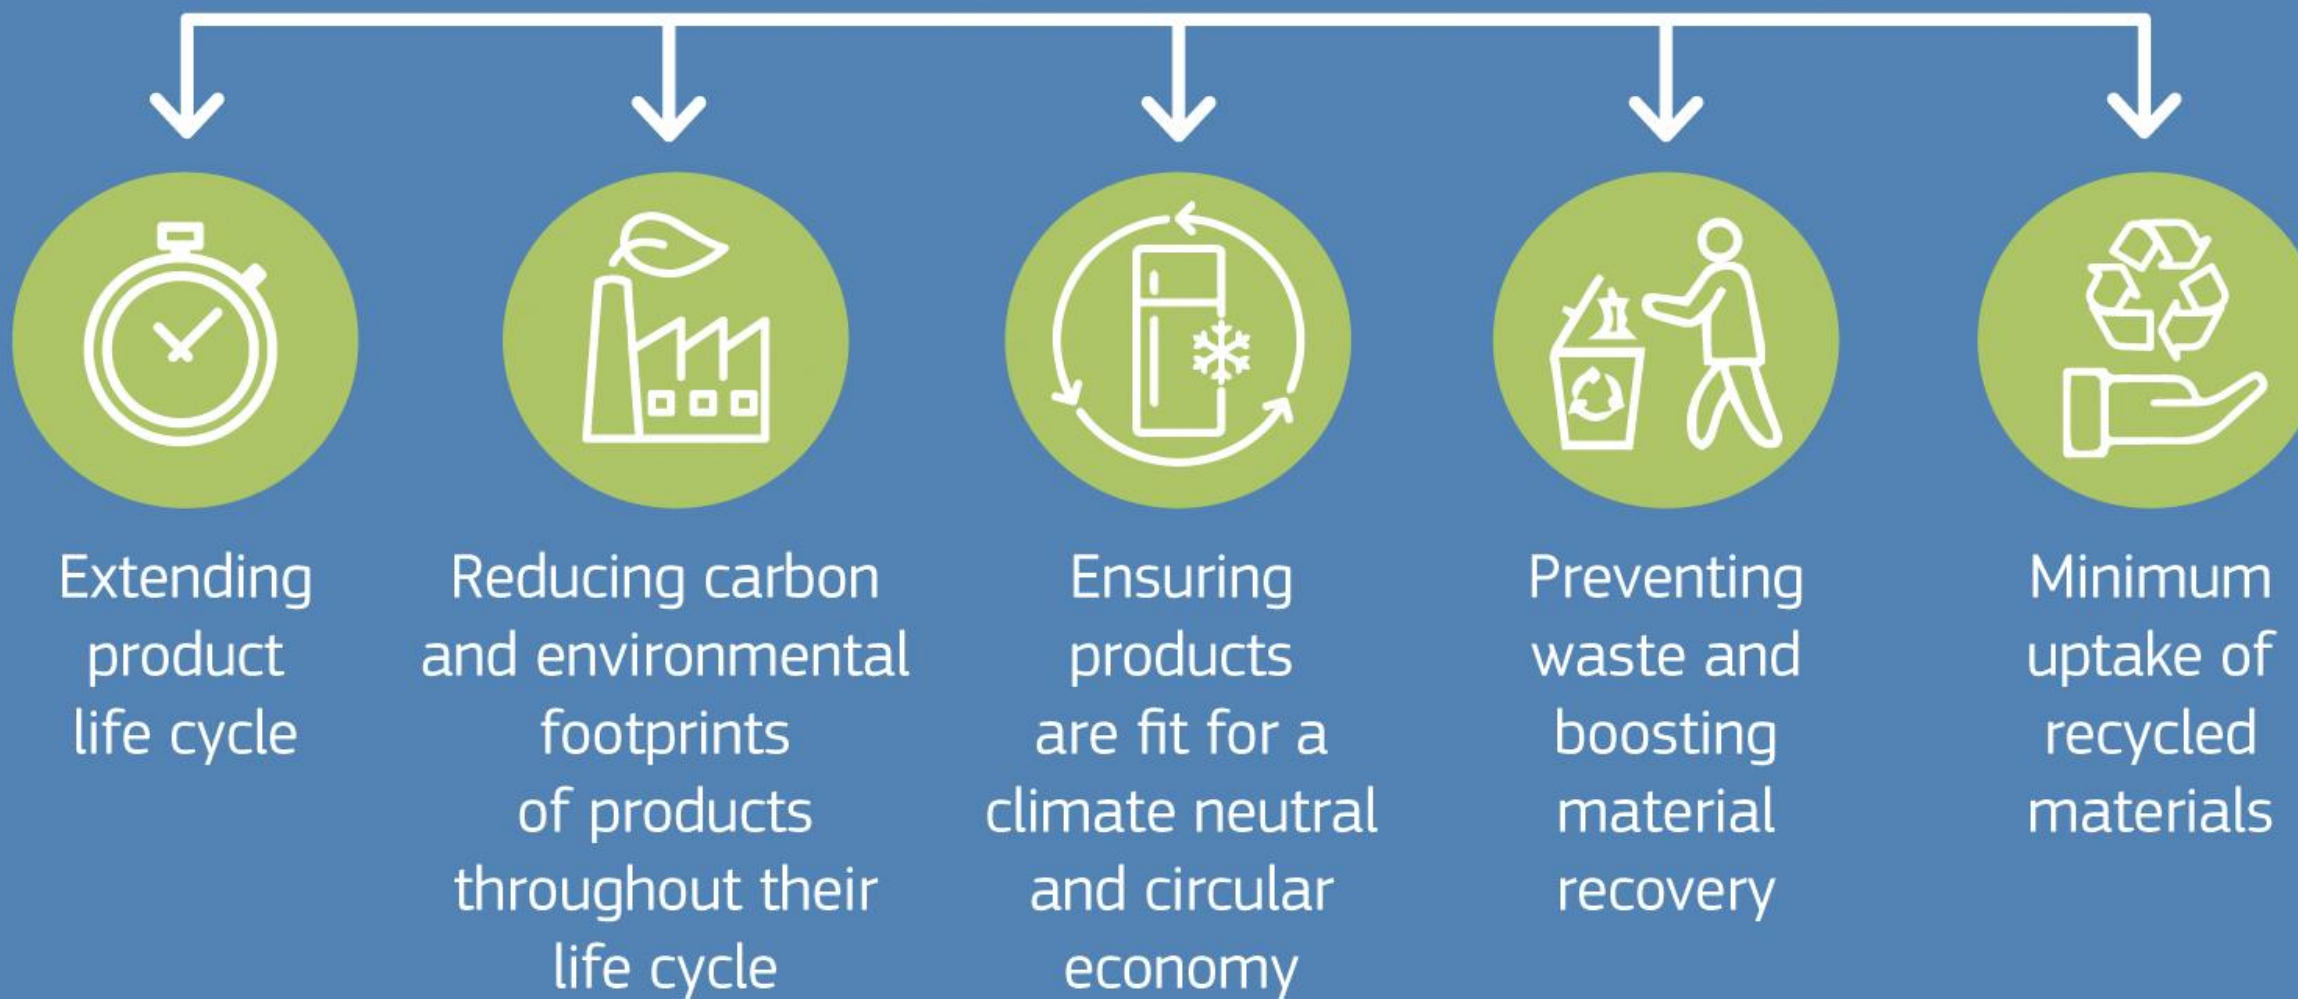 Extending
product
life cycle
Reducing carbon
and environmental
footprints
of products
throughout their
life cycle
Ensuring
products
are fit for a
climate neutral
and circular
economy
Preventing
waste and
boosting
material
recovery
Minimum
uptake of
recycled
materials